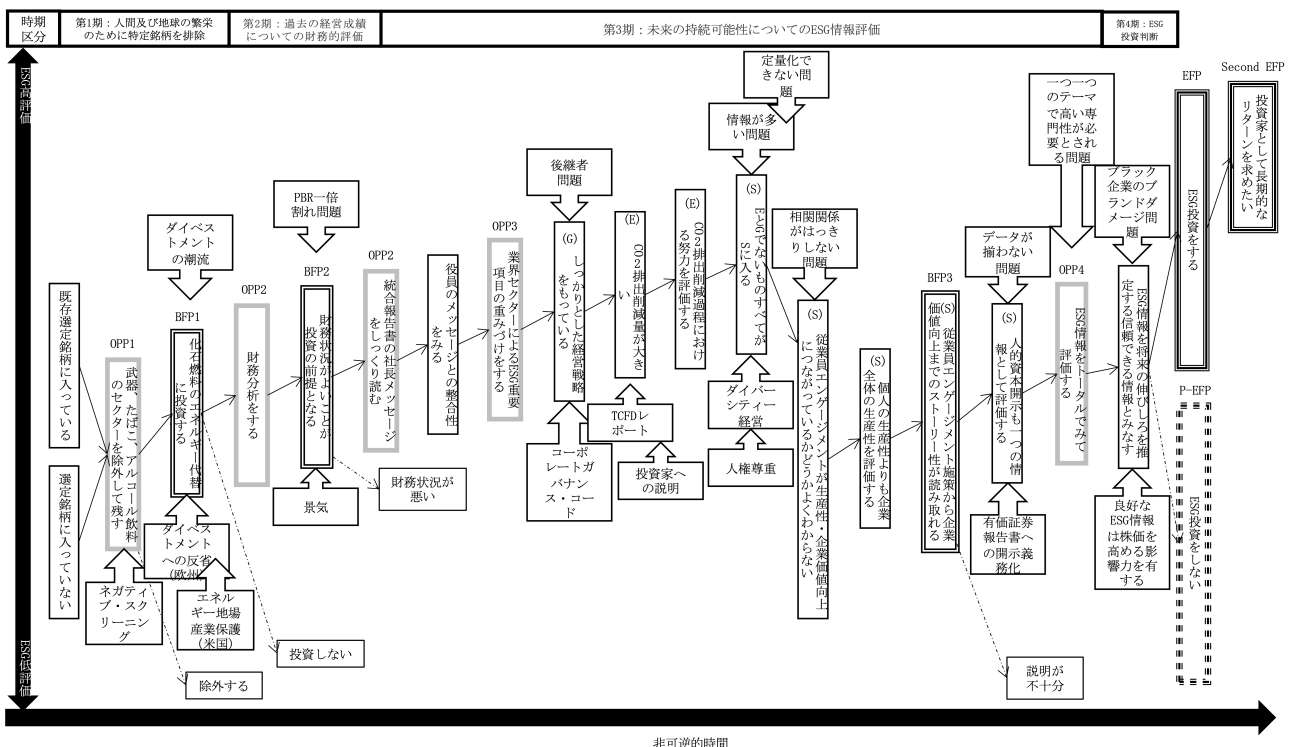 時期
区分
第1期：人間及び地球の繁栄
のために特定銘柄を排除
第2期：過去の経営成績
についての財務的評価
第3期：未来の持続可能性についてのESG情報評価
第4期：ESG
投資判断
ESG高評価
ESG低評価
既存選定銘柄に入っている
選定銘柄に入っていない
OPP1
武器、たばこ、アルコール飲料
のセクターを除外して残す
ネガティ
ブ・スク
リーニン
グ
除外する
ダイベス
トメント
の潮流
BFP1
化石燃料のエネルギー代替
に投資する
ダイベス
トメント
への反省
(欧州)
エネル
ギー地場
産業保護
(米国)
投資しない
OPP2
財務分析をする
PBR一倍
割れ問題
BFP2
財務状況がよいことが
投資の前提となる
景気
財務状況が
悪い
OPP2
統合報告書の社長メッセージ
をしっくり読む
役員のメッセージとの整合性
をみる
OPP3
業界セクターによるESG重要
項目の重みづけをする
後継者
問題
(G)
しっかりとした経営戦略
をもっている
コーポ
レートガ
バナン
ス・コー
ド
(E)
CO2排出削減量が大き
い
TCFDレ
ポート
投資家への
の説明
(E)
CO2排出削減過程におけ
る努力を評価する
定量化で
きない問
題
情報が多
い問題
(S)
EとGでないものすべてが
Sに入る
ダイバー
シティー
経営
人権尊重
相関関係
がはっき
りしない
問題
(S)
従業員エンゲージメントが生産性・企業価値向上
につながっているかどうかよくわからない
(S)
個人の生産性よりも企業
全体の生産性を評価する
BFP3
(S)
従業員エンゲージメント施策から企業
価値向上までのストーリー性が読み取れる
説明が
不十分
データが
揃わない
問題
(S)
人的資本開示も一つの情
報として評価する
有価証券
報告書へ
の開示義
務化
一つ一つ
のテーマ
で高い専
門性が必
要とされ
る問題
OPP4
ESG情報をトータルでみて
評価する
ブラック
企業のブ
ランドダ
メージ問
題
ESG情報を将来の伸びしろを推
定する信頼できる情報とみなす
良好な
ESG情報
は株価を
高める影
響力を有
する
EFP
ESG投資をする
P-EFP
ESG投資をしない
Second EFP
投資家として長期的な
リターンを求めたい
非可逆的時間